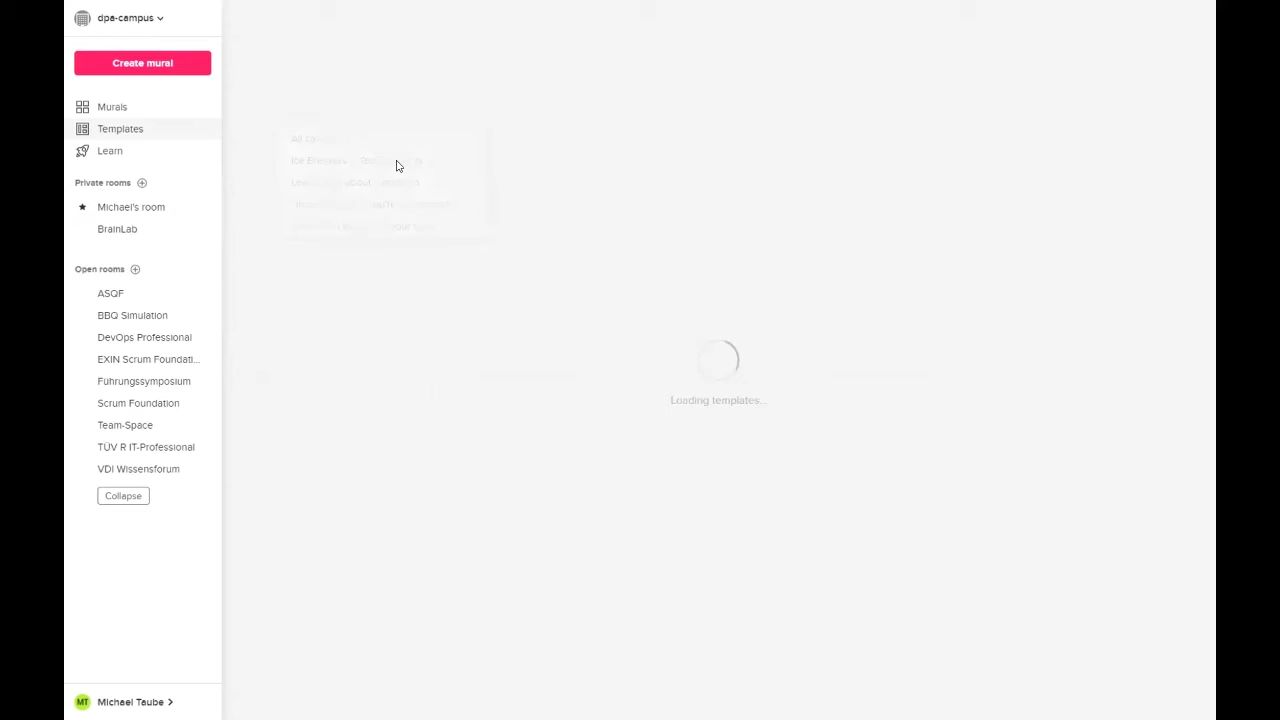 dpa-campus
Create mural
Murals
Templates
Learn
Private rooms
Michael's room
BrainLab
Open rooms
ASQF
BBQ Simulation
DevOps Professional
EXIN Scrum Foundati...
Führungssymposium
Scrum Foundation
Team-Space
TÜV R IT-Professional
VDI Wissensforum
Collapse
MT Michael Taube
Loading templates...